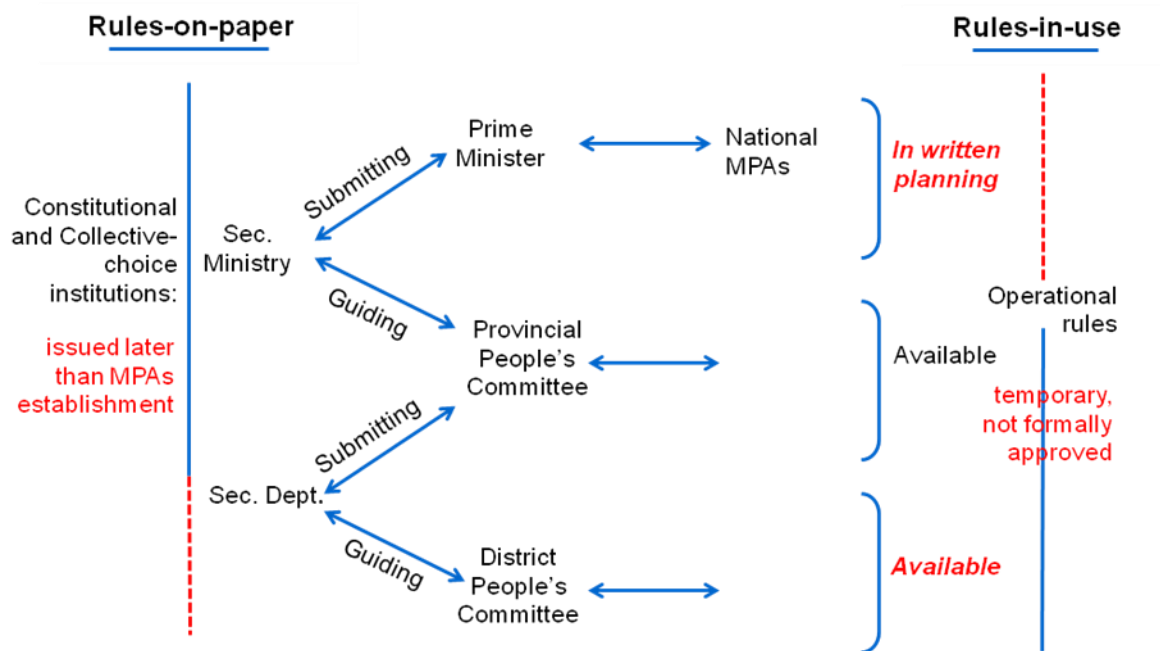 Rules-on-paper
Rules-in-use
Constitutional
and Collective-
choice
institutions:
issued later
than MPAs
establishment
Sec.
Ministry
Submitting
Prime
Minister
National
MPAs
In written
planning
Guiding
Provincial
People's
Committee
Available
Operational
rules
temporary,
not formally
approved
Submitting
Sec. Dept.
Guiding
District
People's
Committee
Available